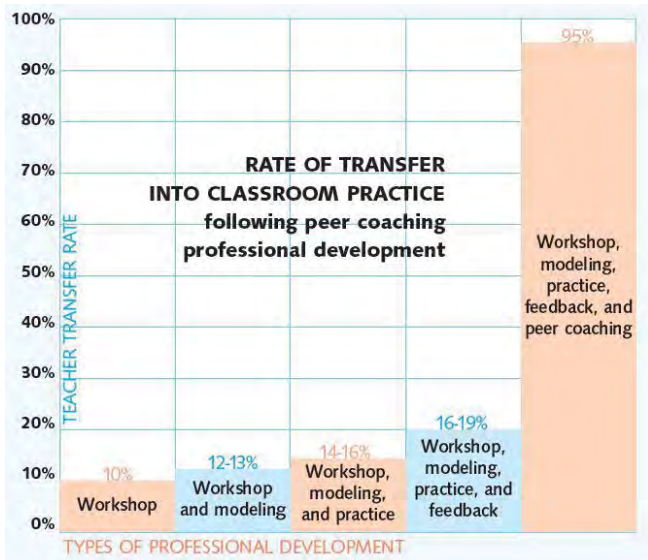 100%
90%
80%
70%
60%
50%
40%
30%
20%
10%
0%
TEACHER TRANSFER RATE
RATE OF TRANSFER
INTO CLASSROOM PRACTICE
following peer coaching
professional development
10%
Workshop
12-13%
Workshop
and modeling
14-16%
Workshop,
modeling,
and practice
16-19%
Workshop,
modeling,
practice, and
feedback
95%
Workshop,
modeling,
practice,
feedback, and
peer coaching
TYPES OF PROFESSIONAL DEVELOPMENT